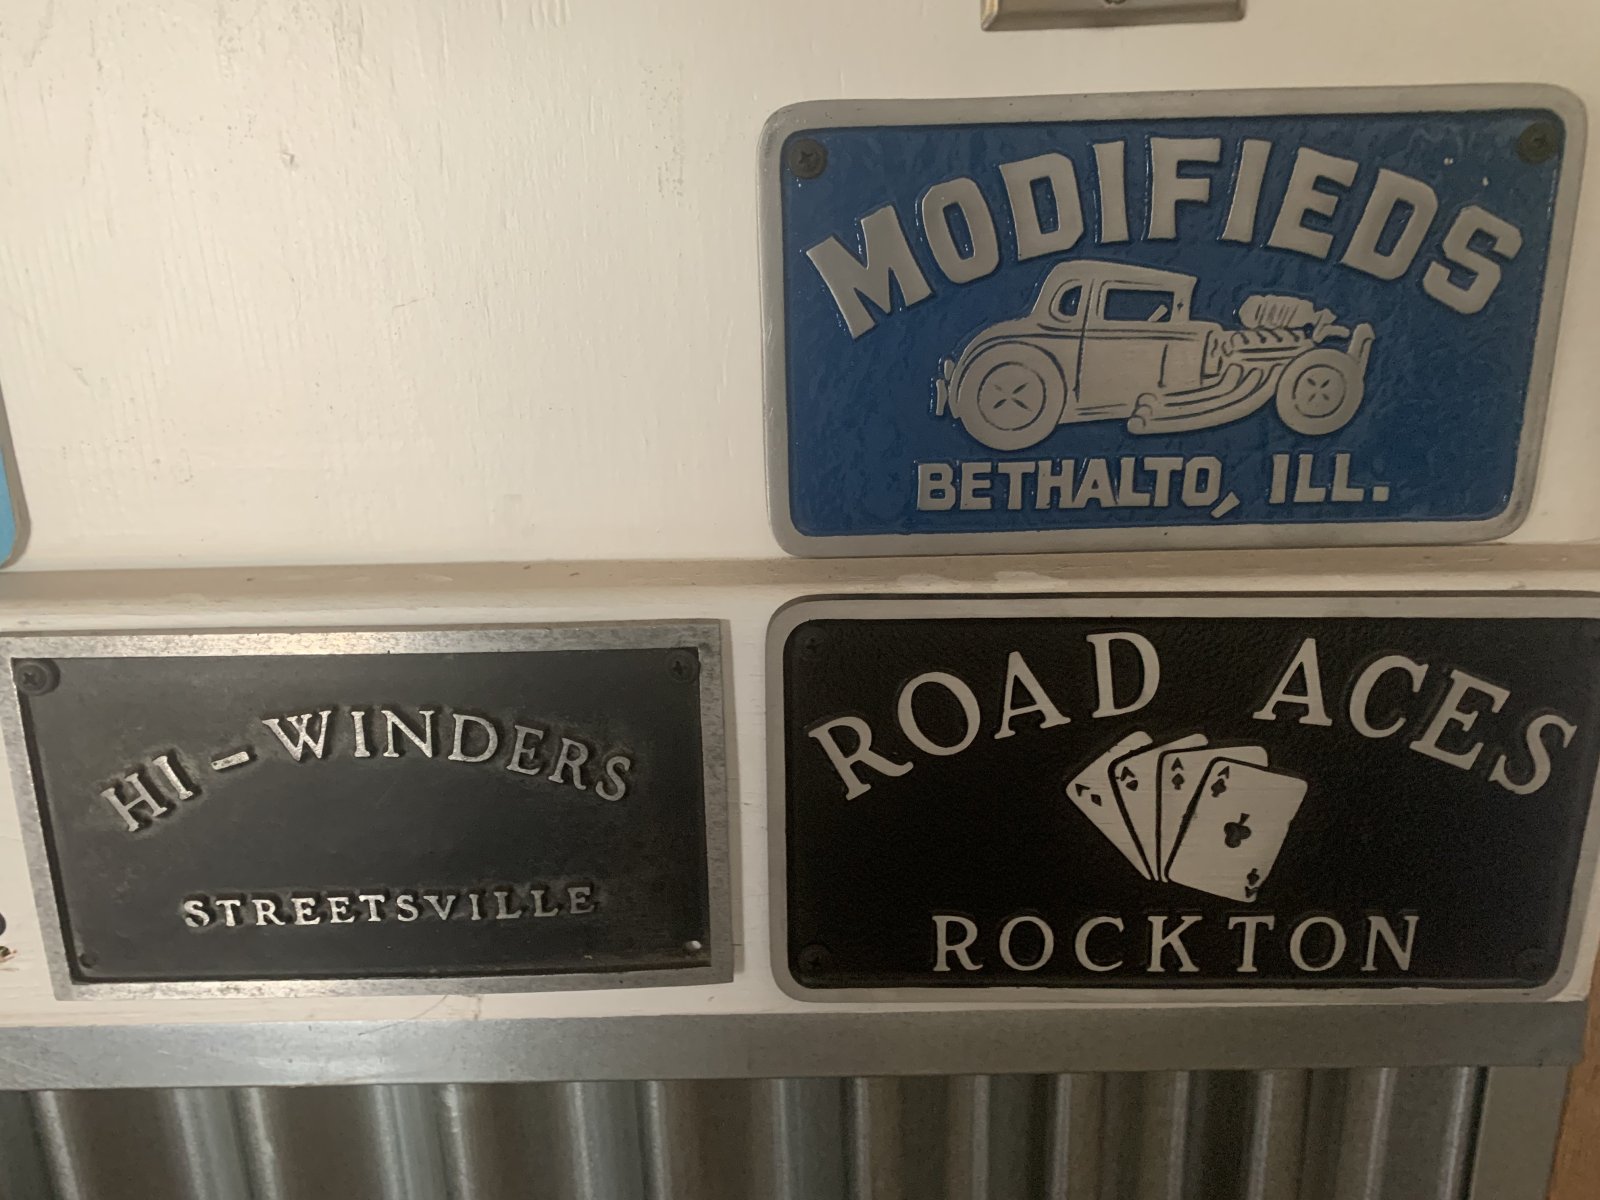 MODIFIEDS
BETHALTO, ILL.
HI-WINDERS
STREETSVILLE
ROAD ACES
A
A
A
A
A
ROCKTON